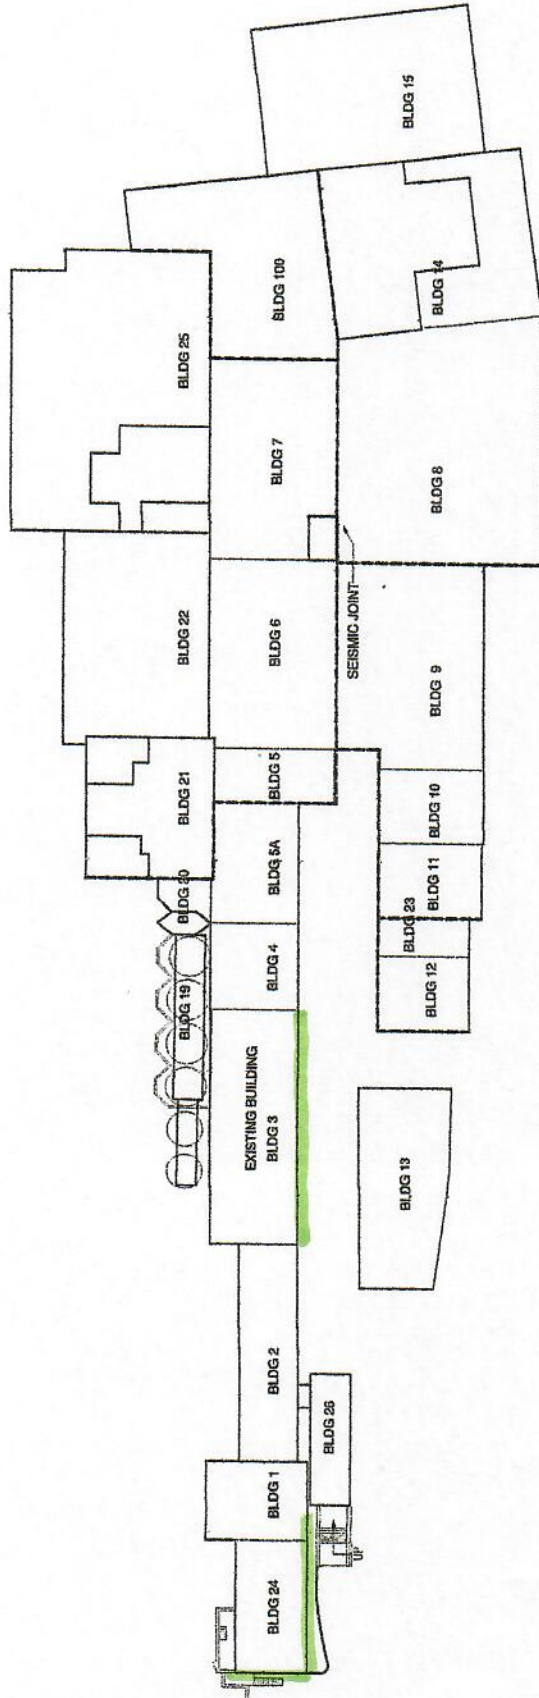 BLDG 15
BLDG 14
BLDG 100
BLDG 25
BLDG 7
BLDG 8
SEISMIC JOINT
BLDG 22
BLDG 6
BLDG 9
BLDG 21
BLDG 5
BLDG 10
BLDG 20
BLDG 5A
BLDG 11
BLDG 23
BLDG 19
BLDG 4
BLDG 12
EXISTING BUILDING
BLDG 3
BLDG 13
BLDG 2
BLDG 26
BLDG 1
UP
BLDG 24